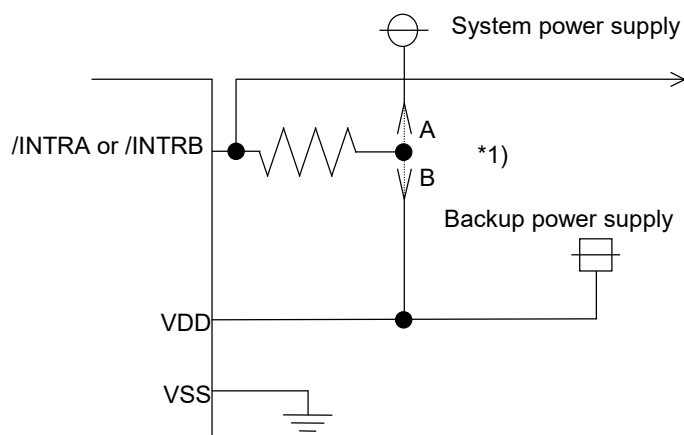 System power supply
A
/INTRA or /INTRB
*1)
B
Backup power supply
VDD
VSS